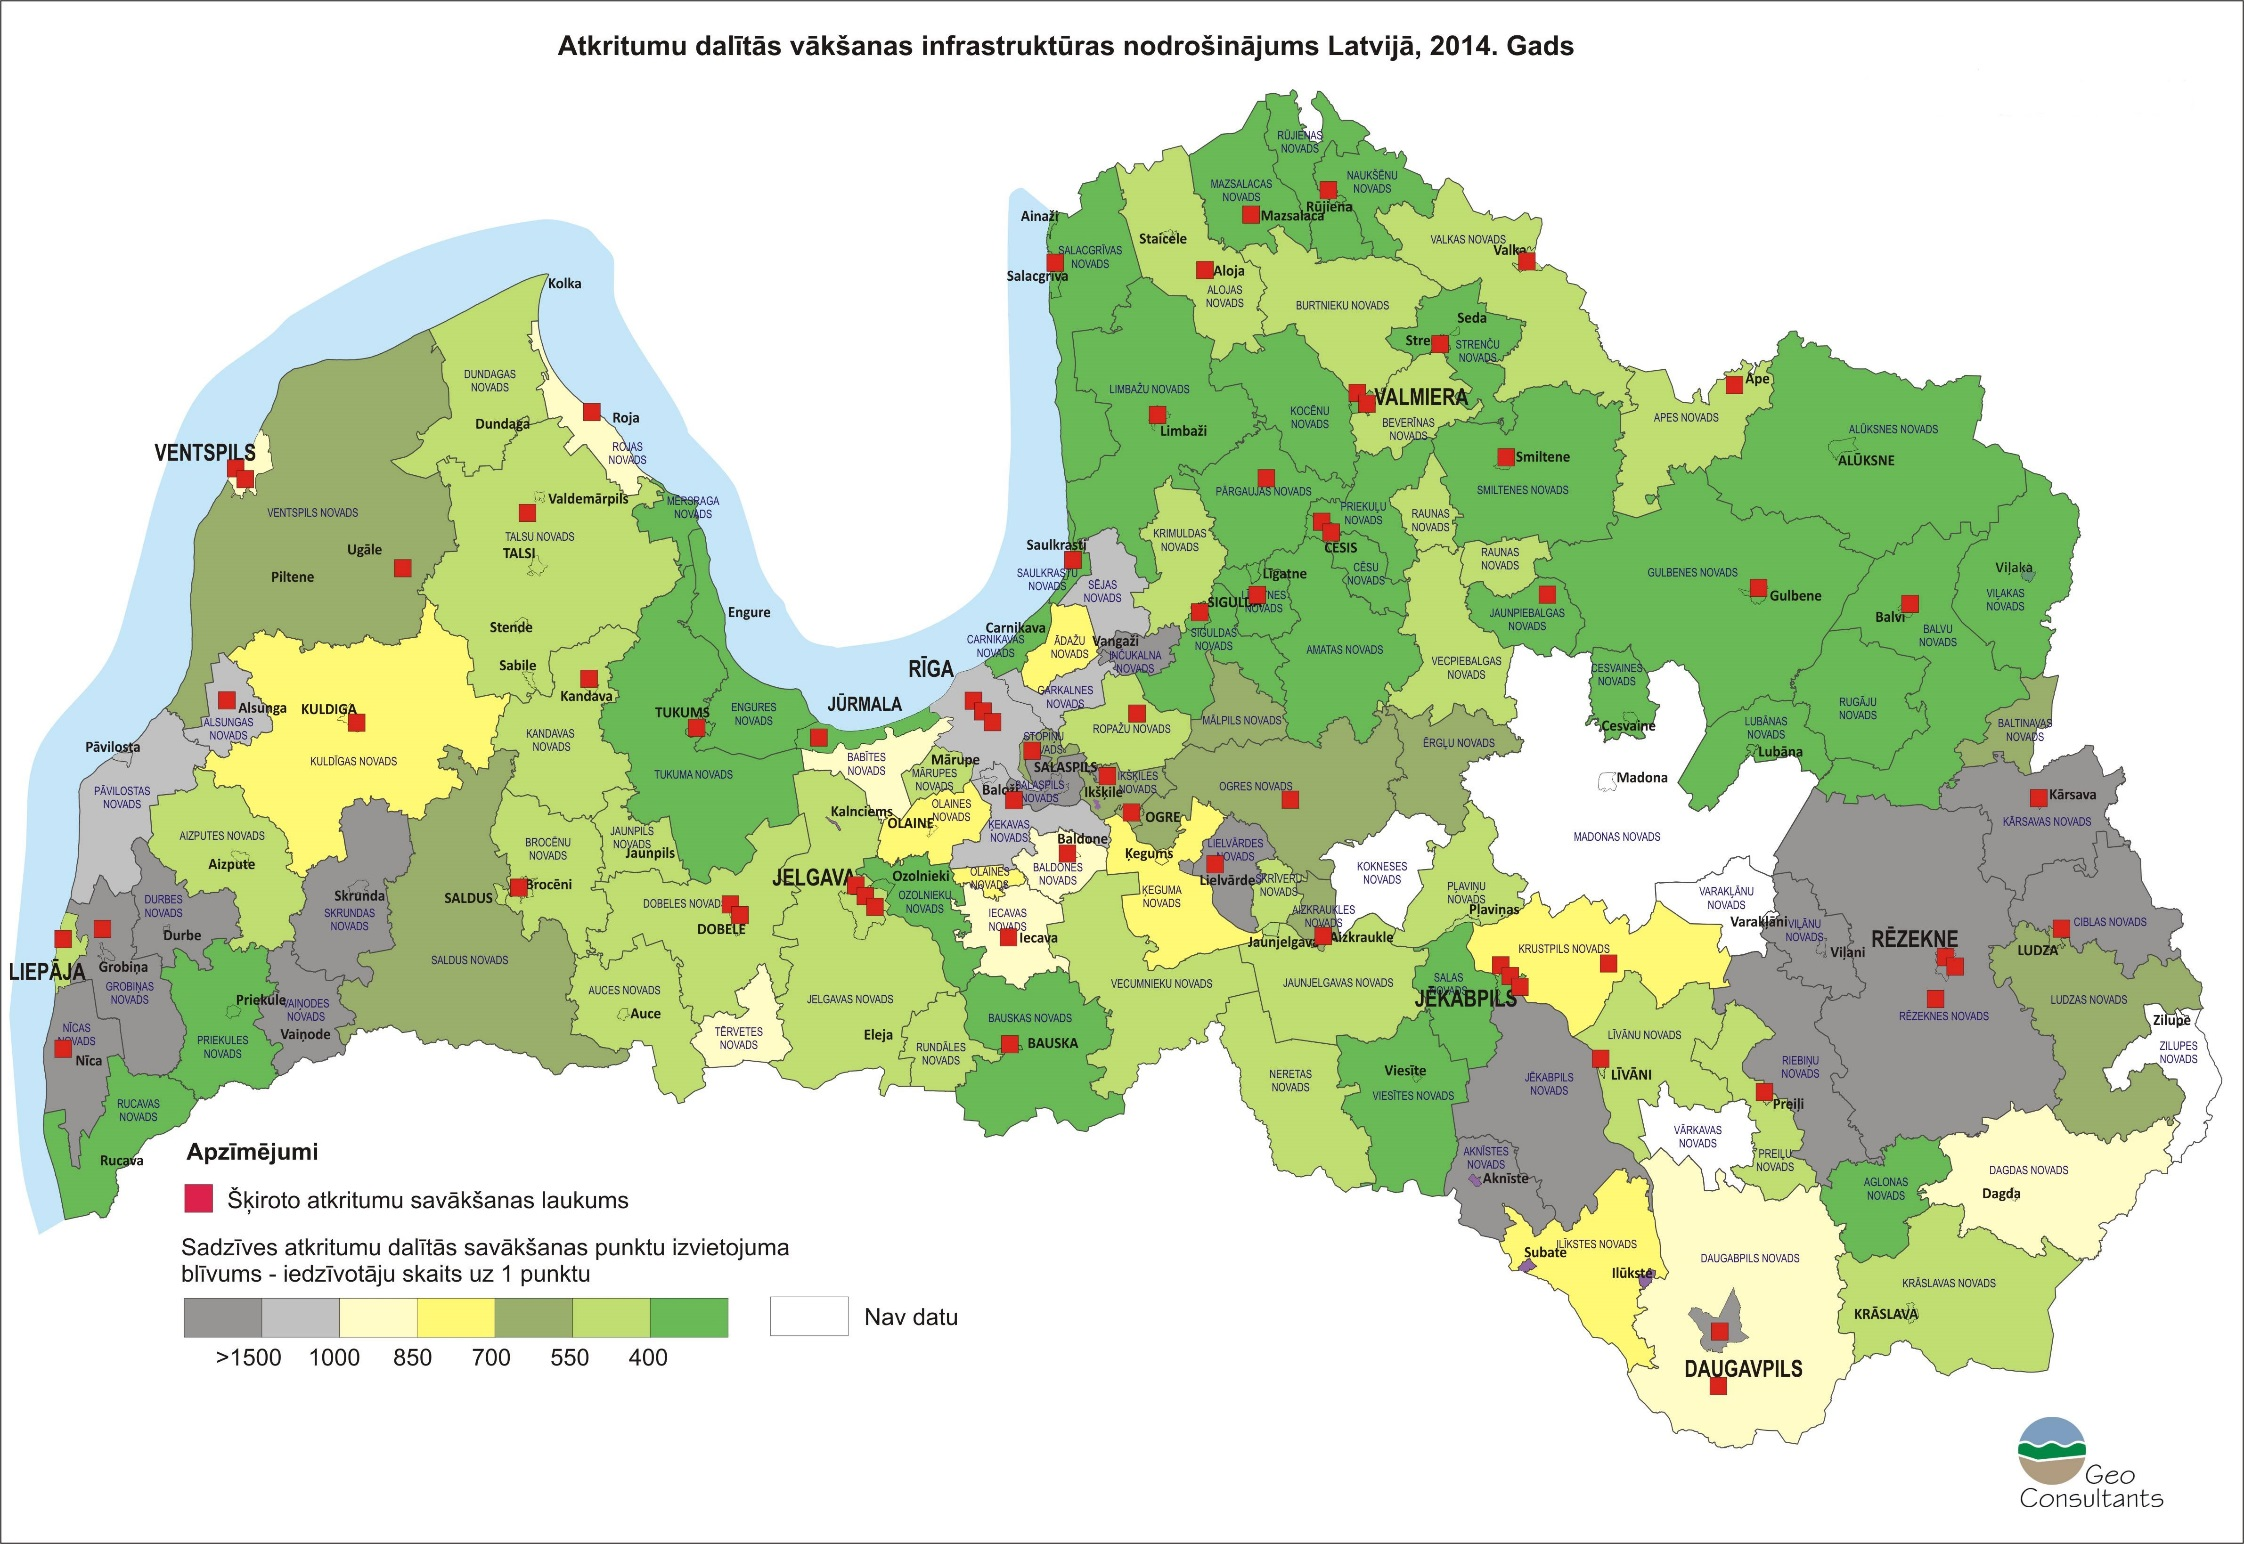 Atkritumu dalītās vākšanas infrastruktūras nodrošinājums Latvijā, 2014. Gads
RŪJIENAS
NOVADS
NAUKŠĒNU
NOVADS
MAZSALACAS
NOVADS
Rūjiena
Mazsalaca
Ainaži
SALACGRĪVAS
NOVADS
Salacgrīva
Staicele
Aloja
ALOJAS
NOVADS
VALKAS NOVADS
Valka
BURTNIEKU NOVADS
Seda
Stre
STRENČU
NOVADS
Kolka
DUNDAGAS
NOVADS
Dundaga
Roja
ROJAS
NOVADS
LIMBAŽU NOVADS
Limbaži
KOCĒNU
NOVADS
VALMIERA
BEVERĪNAS
NOVADS
Ape
APES NOVADS
ALŪKSNES NOVADS
ALŪKSNE
VENTSPILS
VENTSPILS NOVADS
Ugāle
Piltene
Valdemārpils
TALSU NOVADS
TALSI
MĒRSRAGA
NOVADS
Smiltene
SMILTENES NOVADS
PĀRGAUJAS NOVADS
PRIEKUĻU
NOVADS
CĒSIS
CĒSU
NOVADS
RAUNAS
NOVADS
RAUNAS
NOVADS
KRIMULDAS
NOVADS
Saulkrasti
SAULKRASTU
NOVADS
SĒJAS
NOVADS
Līgatne
NOVADS
SIGULDA
SIGULDAS
NOVADS
JAUNPIEBALGAS
NOVADS
GULBENES NOVADS
Gulbene
Balvi
BALVU
NOVADS
Viļaka
VIĻAKAS
NOVADS
Engure
Stende
Sabile
Kandava
KANDAVAS
NOVADS
Carnikava
CARNIKAVAS
NOVADS
ĀDAŽU
NOVADS
Vangaži
INČUKALNA
NOVADS
AMATAS NOVADS
VECPIEBALGAS
NOVADS
CESVAINES
NOVADS
Cesvaine
RUGĀJU
NOVADS
LUBĀNAS
NOVADS
Lubāna
BALTINAVAS
NOVADS
Alsunga
ALSUNGAS
NOVADS
KULDIGA
KULDĪGAS NOVADS
TUKUMS
ENGURES
NOVADS
TUKUMA NOVADS
JŪRMALA
RĪGA
GARKALNES
NOVADS
ROPAŽU NOVADS
MĀLPILS NOVADS
ĒRGĻU NOVADS
Pāvilosta
PĀVILOSTAS
NOVADS
BABĪTES
NOVADS
Mārupe
MĀRUPES
NOVADS
STOPIŅU
SALASPILS
SALASPILS
NOVADS
IKŠĶILES
NOVADS
Ikšķile
OGRES NOVADS
OGRE
Madona
MADONAS NOVADS
Kārsava
KĀRSAVAS NOVADS
AIZPUTES NOVADS
Aizpute
BROCĒNU
NOVADS
Brocēni
JAUNPILS
NOVADS
Jaunpils
Kalnciems
OLAINE
OLAINES
NOVADS
ĶEKAVAS
NOVADS
Baldone
BALDONES
NOVADS
Ķegums
ĶEGUMA
NOVADS
LIELVĀRDES
NOVADS
Lielvārde
NOVADS
KOKNESES
NOVADS
PĻAVIŅU
NOVADS
Pļaviņas
VARAKĻĀNU
NOVADS
Varakļāni
VIĻĀNU
NOVADS
Viļani
CIBLAS NOVADS
LUDZA
LUDZAS NOVADS
DURBES
NOVADS
Durbe
Skrunda
SKRUNDAS
NOVADS
SALDUS
SALDUS NOVADS
DOBELES NOVADS
DOBELE
JELGAVA
Ozolnieki
OZOLNIEKU
NOVADS
OLAINES
NOVADS
IECAVAS
NOVADS
Iecava
AIZKRAUKLES
NOVADS
Jaunjelgava
Aizkraukle
KRUSTPILS NOVADS
RĒZEKNE
RĒZEKNES NOVADS
LIEPĀJA
Grobiņa
GROBIŅAS
NOVADS
Priekule
PRIEKULES
NOVADS
VAIŅODES
NOVADS
Vaiņode
NĪCAS
NOVADS
Nīca
AUCES NOVADS
Auce
TĒRVETES
NOVADS
JELGAVAS NOVADS
Eleja
RUNDĀLES
NOVADS
BAUSKAS NOVADS
BAUSKA
VECUMNIEKU NOVADS
JAUNJELGAVAS NOVADS
SALAS
JĒKABPILS
NERETAS
NOVADS
Viesīte
VIESĪTES NOVADS
JĒKABPILS
NOVADS
LĪVĀNU NOVADS
LĪVĀNI
RIEBIŅU
NOVADS
Preiļi
PREIĻU
NOVADS
VĀRKAVAS
NOVADS
Zilupe
ZILUPES
NOVADS
RUCAVAS
NOVADS
Rucava
AKNĪSTES
NOVADS
Aknīste
AGLONAS
NOVADS
DAGDAS NOVADS
Dagda
ILĪKSTES NOVADS
Subate
Ilūkste
DAUGABPILS NOVADS
DAUGAVPILS
KRĀSLAVAS NOVADS
KRĀSLAVA
Apzīmējumi
Šķiroto atkritumu savākšanas laukums
Sadzīves atkritumu dalītās savākšanas punktu izvietojuma
blīvums - iedzīvotāju skaits uz 1 punktu
>1500 1000 850 700 550 400
Nav datu
Geo
Consultants